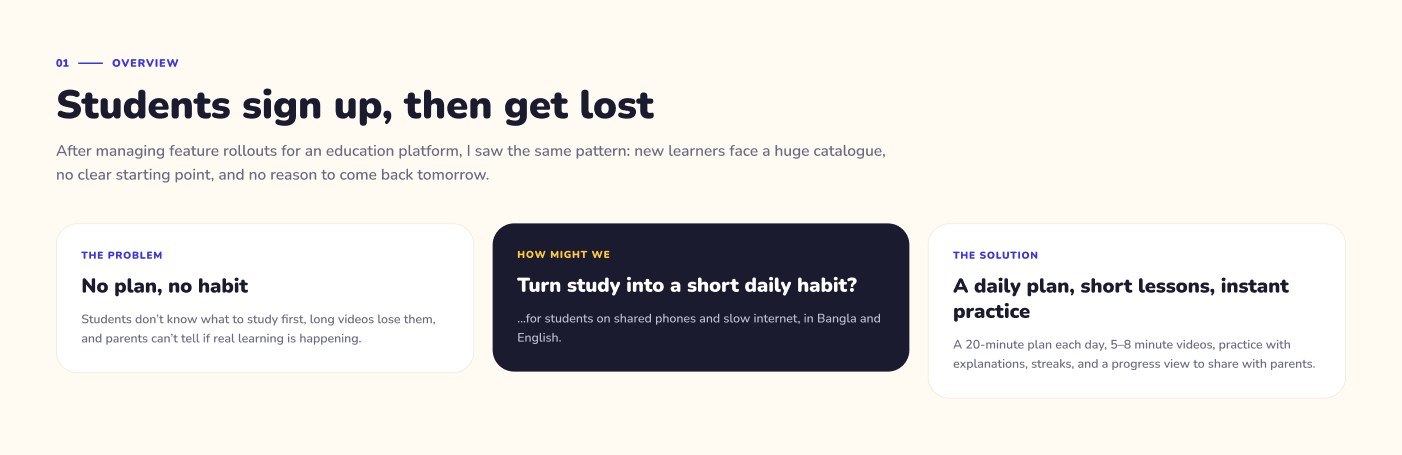 01 — OVERVIEW
Students sign up, then get lost
After managing feature rollouts for an education platform, I saw the same pattern: new learners face a huge catalogue,
no clear starting point, and no reason to come back tomorrow.
THE PROBLEM
No plan, no habit
Students don’t know what to study first, long videos lose them,
and parents can’t tell if real learning is happening.
HOW MIGHT WE
Turn study into a short daily habit?
...for students on shared phones and slow internet, in Bangla and
English.
THE SOLUTION
A daily plan, short lessons, instant
practice
A 20-minute plan each day, 5–8 minute videos, practice with
explanations, streaks, and a progress view to share with parents.